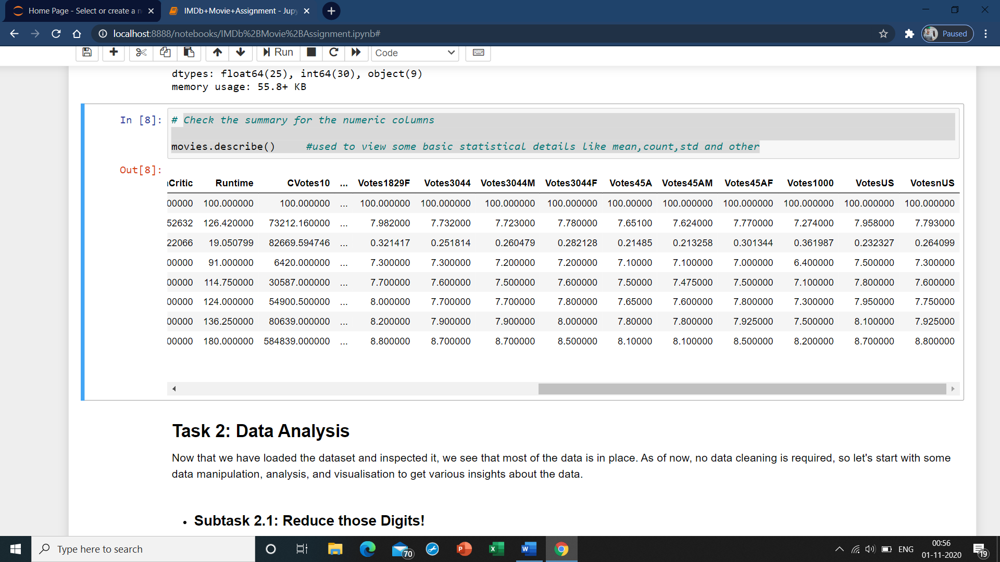 Home Page - Select or create a n
IMDb+Movie+Assignment - Jupy
localhost:8888/notebooks/IMDb%2BMovie%2BAssignment.ipynb#
Paused
Run
Code
dtypes: float64(25), int64(30), object(9)
memory usage: 55.8+ KB
In [8]:
# Check the summary for the numeric columns
movies.describe() #used to view some basic statistical details like mean,count,std and other
Out[8]:
Critic Runtime CVotes10 ... Votes1829F Votes3044 Votes3044M Votes3044F Votes45A Votes45AM Votes45AF Votes1000 VotesUS VotesnUS
00000 100.000000 100.000000 ... 100.000000 100.000000 100.000000 100.000000 100.00000 100.000000 100.000000 100.000000 100.000000 100.000000
52632 126.420000 73212.160000 ... 7.982000 7.732000 7.723000 7.780000 7.65100 7.624000 7.770000 7.274000 7.958000 7.793000
22066 19.050799 82669.594746 ... 0.321417 0.251814 0.260479 0.282128 0.21485 0.213258 0.301344 0.361987 0.232327 0.264099
00000 91.000000 6420.000000 ... 7.300000 7.300000 7.200000 7.200000 7.10000 7.100000 7.000000 6.400000 7.500000 7.300000
00000 114.750000 30587.000000 ... 7.700000 7.600000 7.500000 7.600000 7.50000 7.475000 7.500000 7.100000 7.800000 7.600000
00000 124.000000 54900.500000 ... 8.000000 7.700000 7.700000 7.800000 7.65000 7.600000 7.800000 7.300000 7.950000 7.750000
00000 136.250000 80639.000000 ... 8.200000 7.900000 7.900000 8.000000 7.80000 7.800000 7.925000 7.500000 8.100000 7.925000
00000 180.000000 584839.000000 ... 8.800000 8.700000 8.700000 8.500000 8.10000 8.100000 8.500000 8.200000 8.700000 8.800000
Task 2: Data Analysis
Now that we have loaded the dataset and inspected it, we see that most of the data is in place. As of now, no data cleaning is required, so let's start with some
data manipulation, analysis, and visualisation to get various insights about the data.
• Subtask 2.1: Reduce those Digits!
Type here to search
70
P
X
W
ENG
00:56
01-11-2020
19